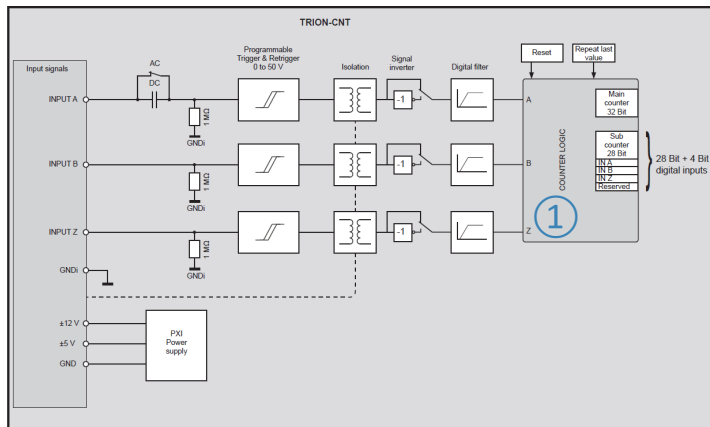 TRION-CNT
Input signals
AC
DC
Programmable
Trigger & Retrigger
0 to 50 V
Isolation
Signal
inverter
Digital filter
Reset
Repeat last
value
INPUT A
1 MΩ
GNDi
-1
A
Main
counter
32 Bit
Sub
counter
28 Bit
IN A
IN B
IN Z
Reserved
28 Bit + 4 Bit
digital inputs
COUNTER LOGIC
INPUT B
1 MΩ
GNDi
-1
B
1
INPUT Z
1 MΩ
GNDi
-1
Z
GNDi
±12 V
±5 V
GND
PXI
Power
supply